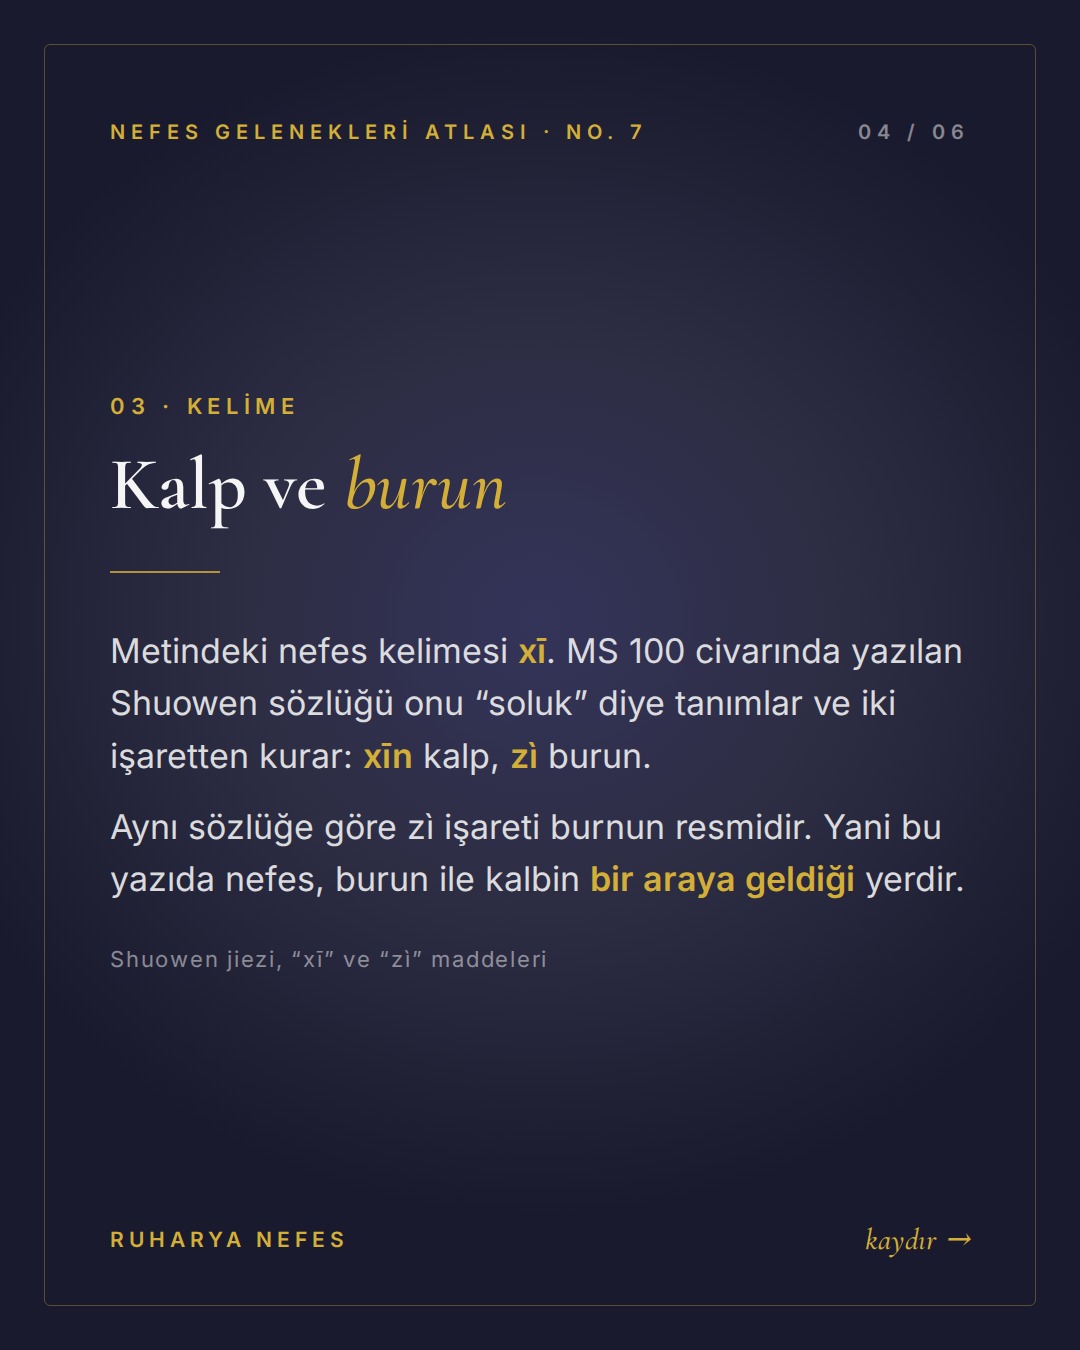 NEFES GELENEKLERİ ATLASI · NO. 7
04 / 06
03 · KELİME
Kalp ve burun
Metindeki nefes kelimesi xī. MS 100 civarında yazılan
Shuowen sözlüğü onu “soluk” diye tanımlar ve iki
işaretten kurar: xīn kalp, zì burun.
Aynı sözlüğe göre zì işareti burnun resmidir. Yani bu
yazıda nefes, burun ile kalbin bir araya geldiği yerdir.
Shuowen jiezi, “xī” ve “zì” maddeleri
RUHARYA NEFES
kaydır →